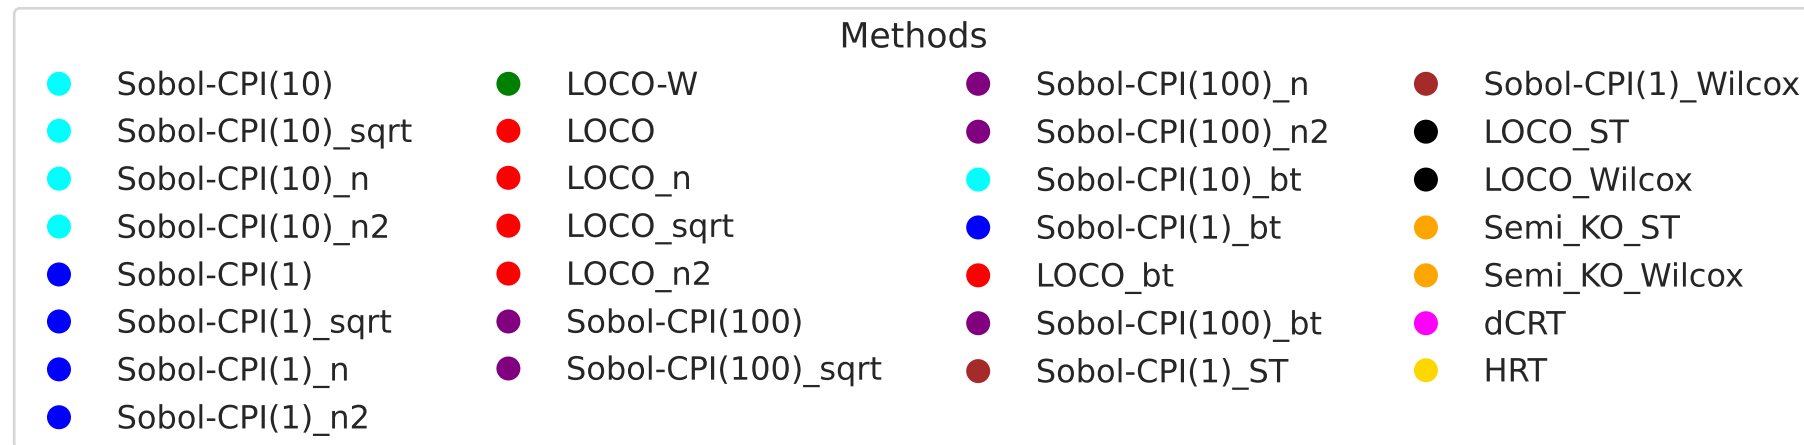 Methods
Sobol-CPI(10)
Sobol-CPI(10)_sqrt
Sobol-CPI(10)_n
Sobol-CPI(10)_n2
Sobol-CPI(1)
Sobol-CPI(1)_sqrt
Sobol-CPI(1)_n
Sobol-CPI(1)_n2
LOCO-W
LOCO
LOCO_n
LOCO_sqrt
LOCO_n2
Sobol-CPI(100)
Sobol-CPI(100)_sqrt
Sobol-CPI(100)_n
Sobol-CPI(100)_n2
Sobol-CPI(10)_bt
Sobol-CPI(1)_bt
LOCO_bt
Sobol-CPI(100)_bt
Sobol-CPI(1)_ST
Sobol-CPI(1)_Wilcox
LOCO_ST
LOCO_Wilcox
Semi_KO_ST
Semi_KO_Wilcox
dCRT
HRT